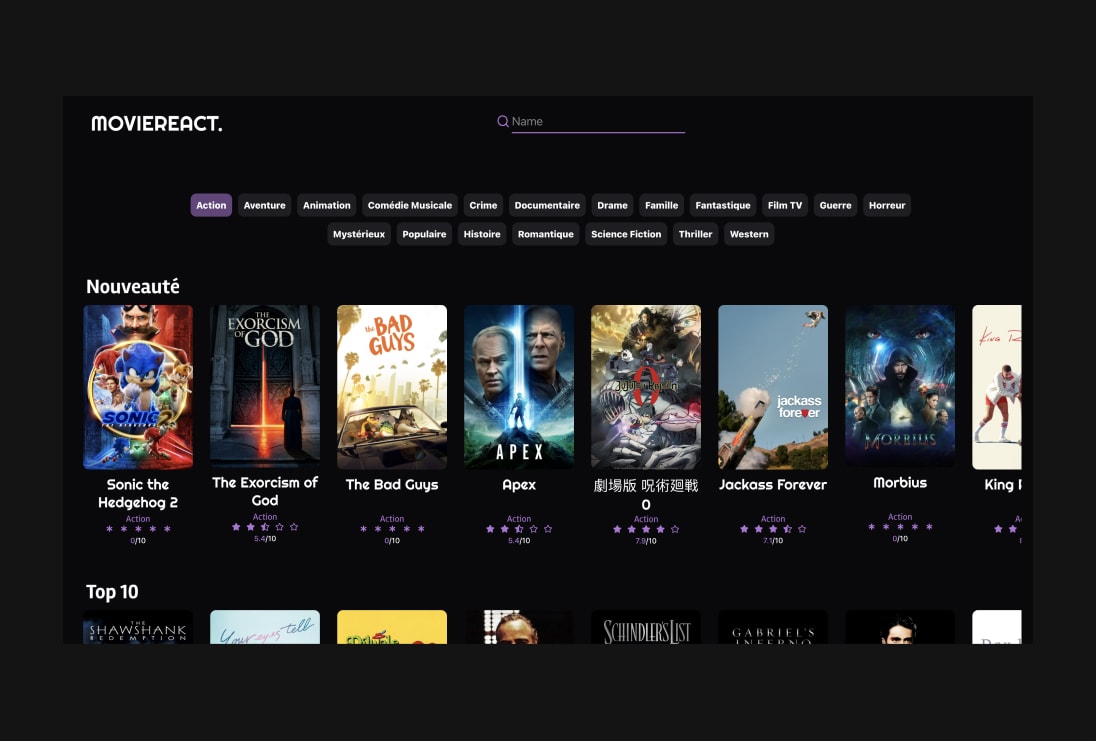 MOVIEREACT.
Name
Action Aventure Animation Comédie Musicale Crime Documentaire Drame Famille Fantastique Film TV Guerre Horreur
Mystérieux Populaire Histoire Romantique Science Fiction Thriller Western
Nouveauté
THE
EXORCISM
OF
GOD
the BAD
GUYS
SONIC 2
THE HEDGEHOG
APEX
0
jackass
forever
MORBIUS
KING
Sonic the
Hedgehog 2
Action
0/10
The Exorcism of
God
Action
5.4/10
The Bad Guys
Action
0/10
Apex
Action
5.4/10
劇場版 呪術廻戦
0
Action
7.9/10
Jackass Forever
Action
7.1/10
Morbius
Action
0/10
King
Top 10
THE
SHAWSHANK
REDEMPTION
Your eyes tell
SCHINDLER'S LIST
GABRIEL'S
INFERNO